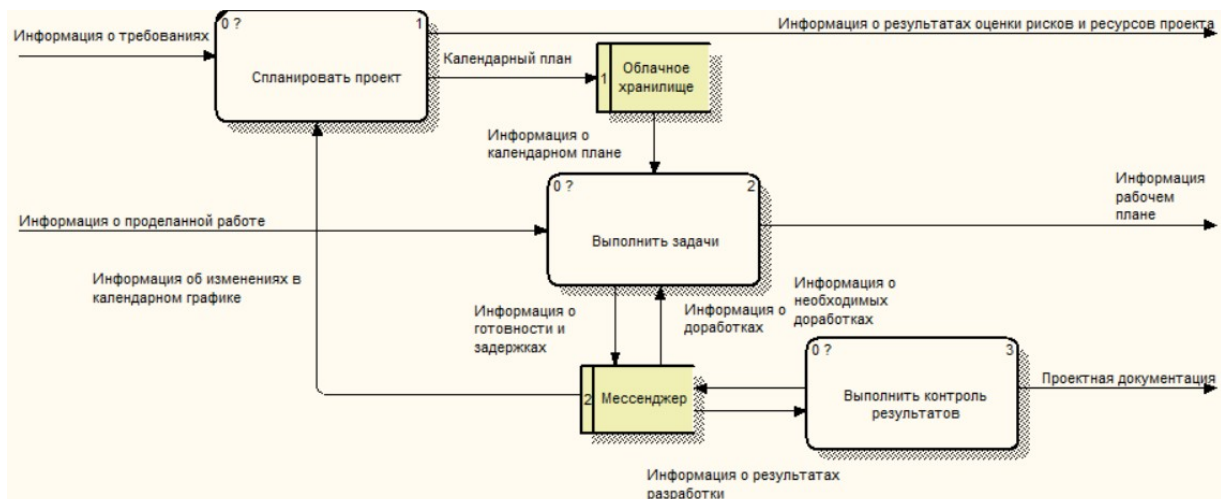 0 ?
1
Информация о результатах оценки рисков и ресурсов проекта
Информация о требованиях
Спланировать проект
Календарный план
1
Облачное
хранилище
Информация о
календарном плане
0 ?
2
Информация
рабочем
плане
Информация о проделанной работе
Выполнить задачи
Информация об изменениях в
календарном графике
Информация о
готовности и
задержках
Информация о
доработках
Информация о
необходимых
доработках
0 ?
3
2
Мессенджер
Выполнить контроль
результатов
Проектная документация
Информация о результатах
разработки